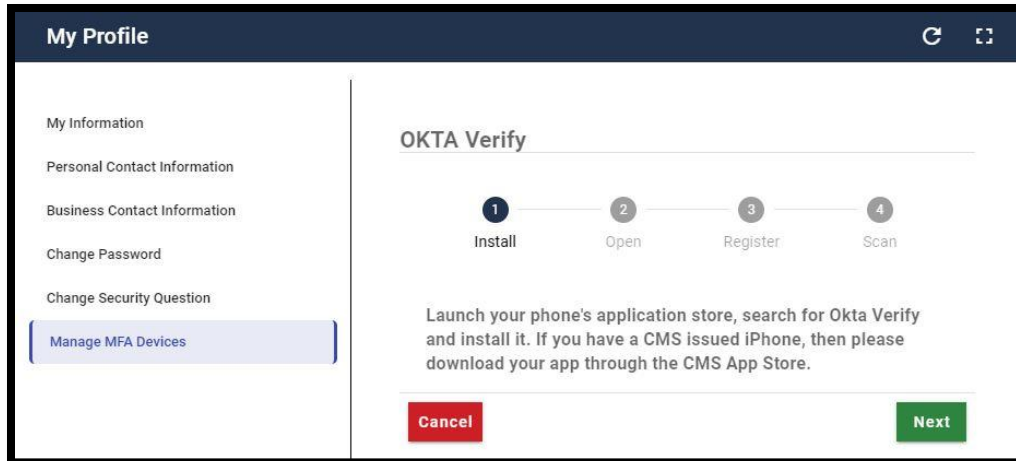 My Profile
My Information
Personal Contact Information
Business Contact Information
Change Password
Change Security Question
Manage MFA Devices
OKTA Verify
1 2 3 4
Install Open Register Scan
Launch your phone's application store, search for Okta Verify
and install it. If you have a CMS issued iPhone, then please
download your app through the CMS App Store.
Cancel Next